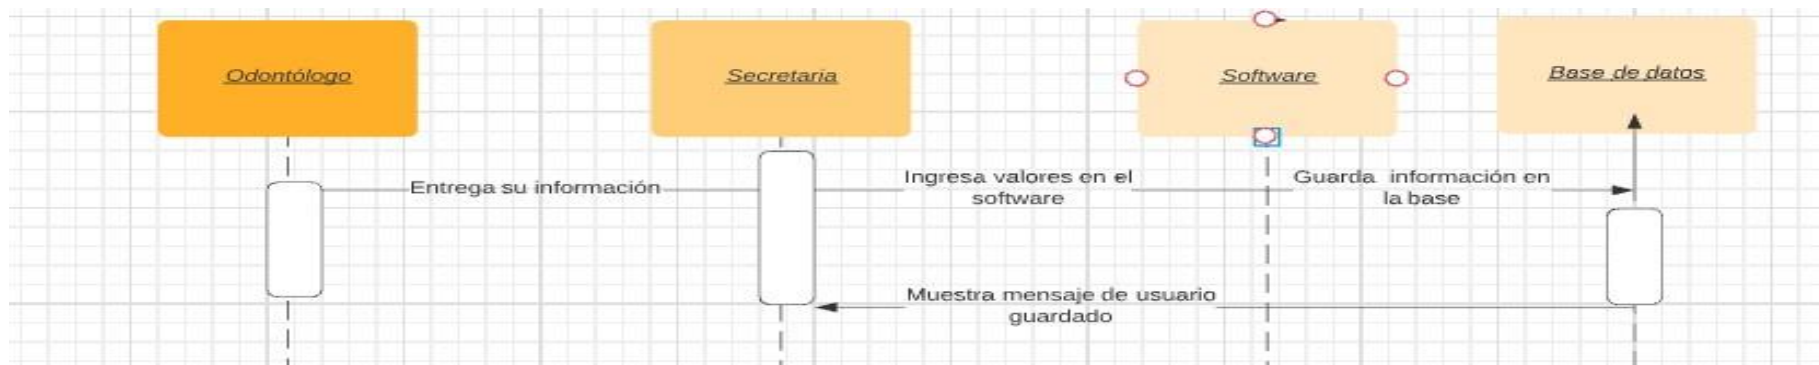 Odontólogo
Secretaria
Software
Base de datos
Entrega su información
Ingresa valores en el
software
Guarda información en
la base
Muestra mensaje de usuario
guardado